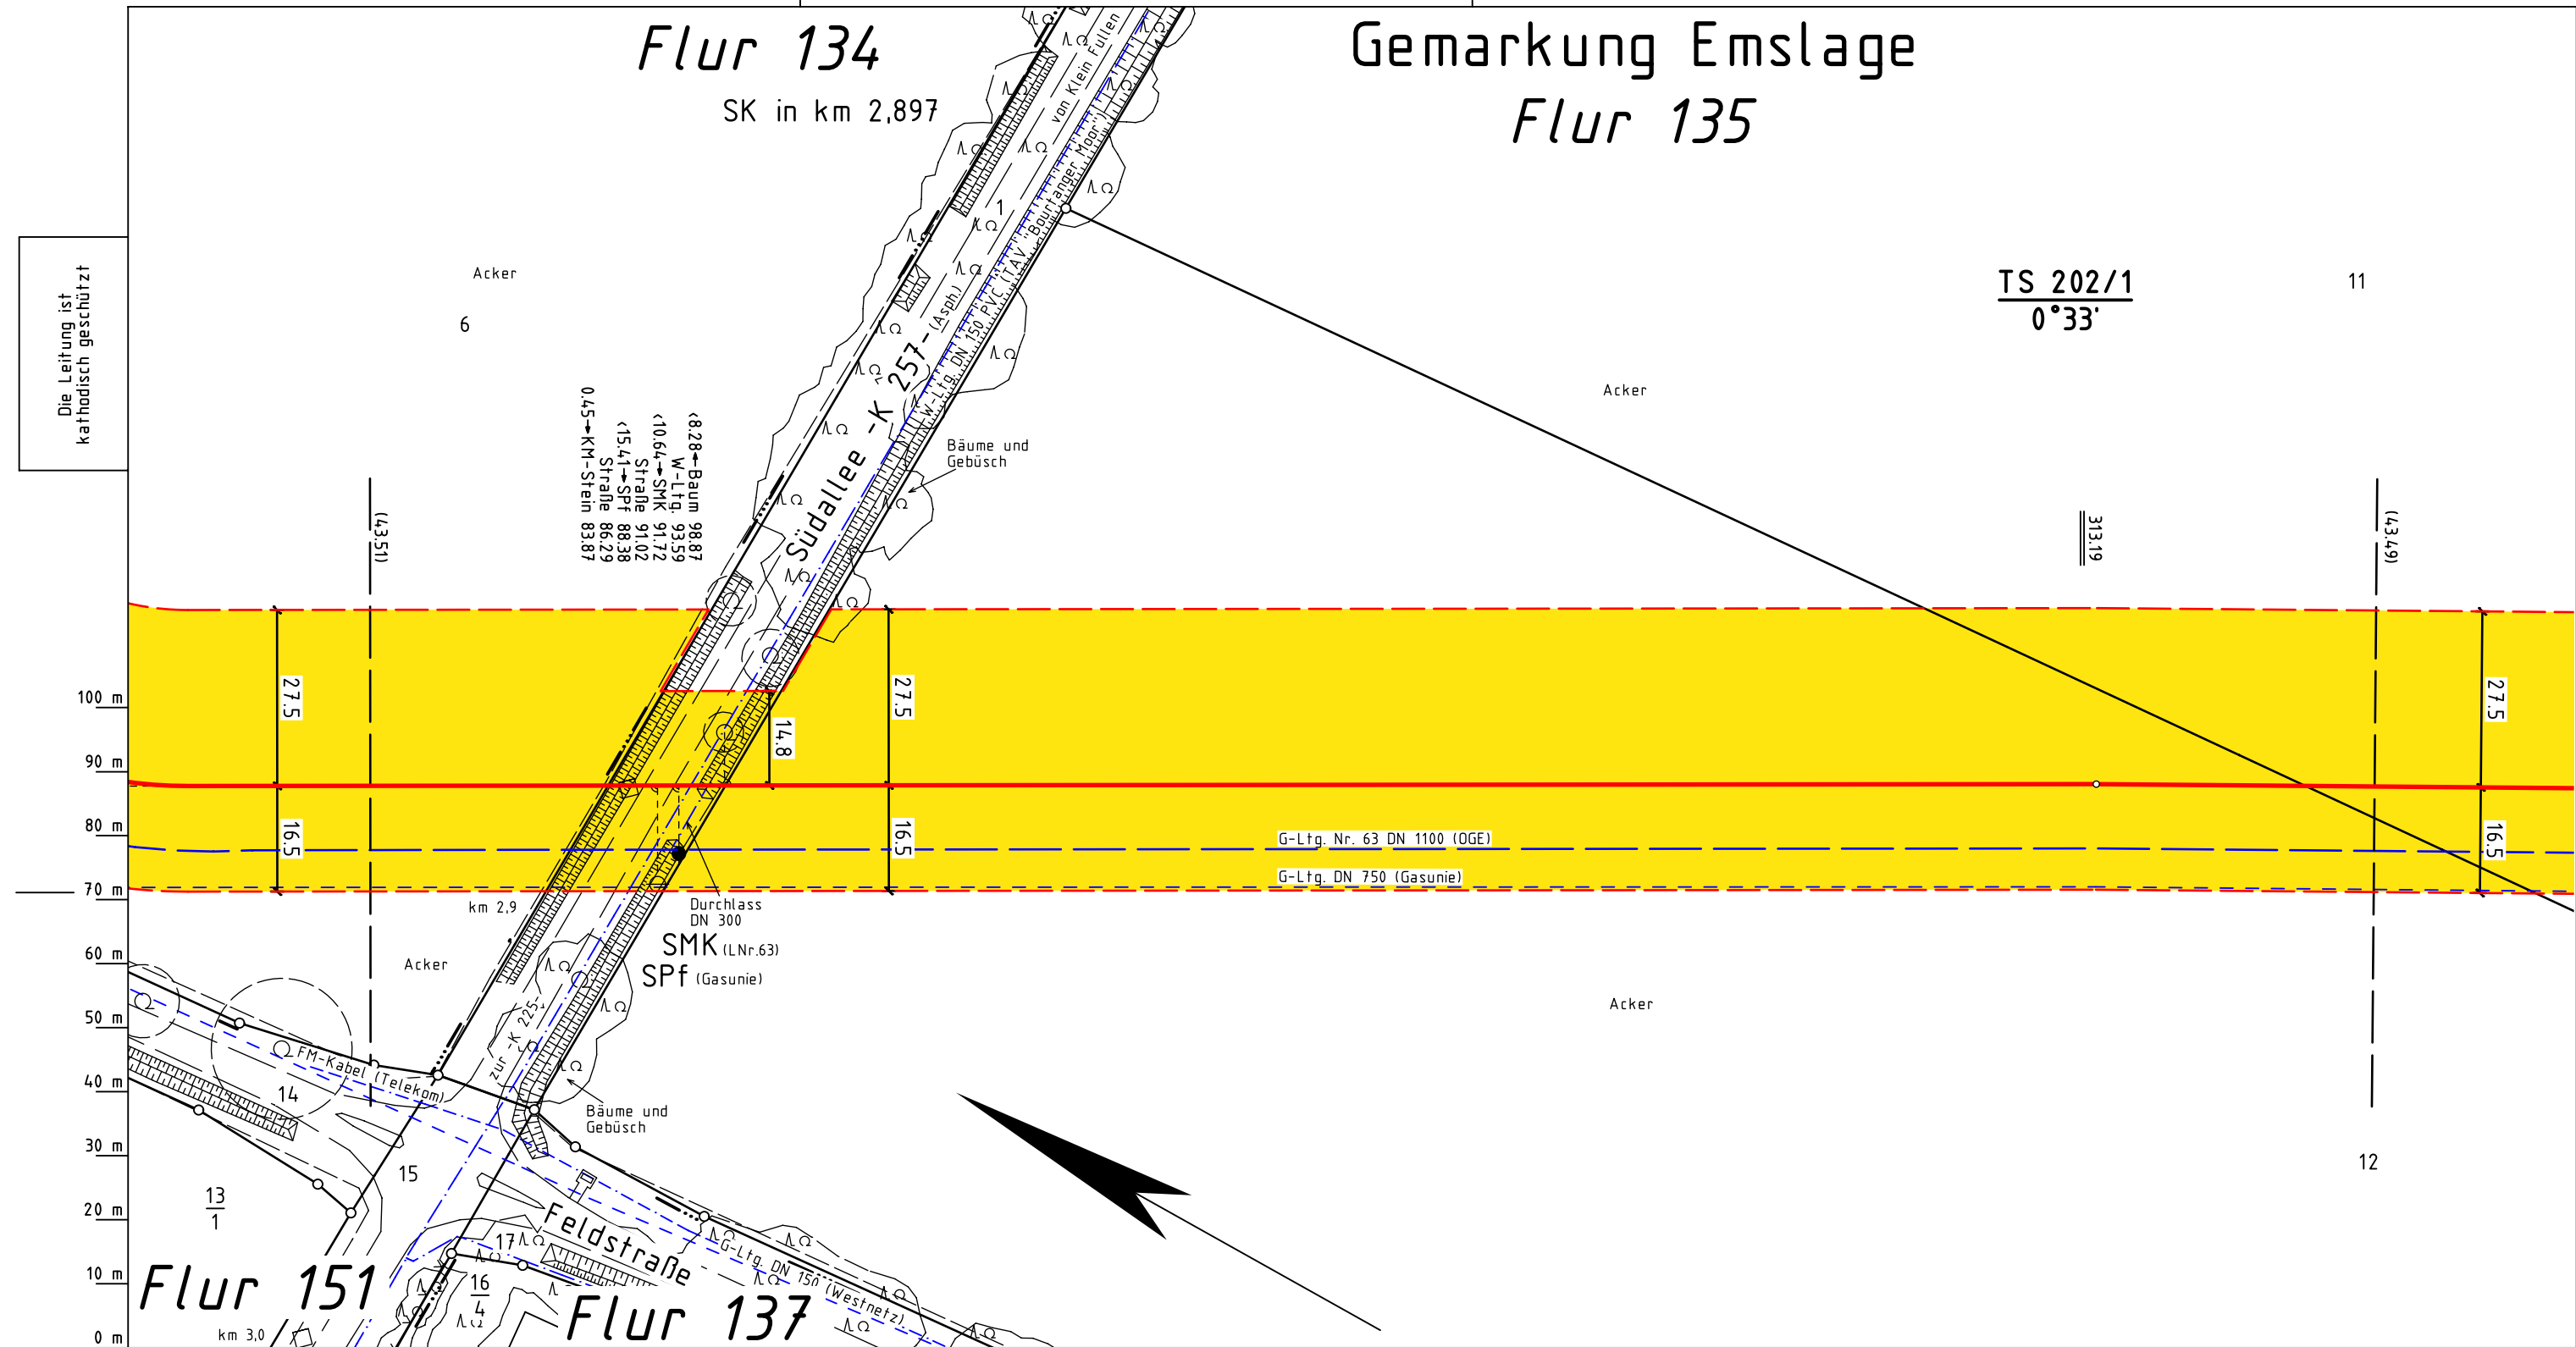 Flur 134
SK in km 2,897
Gemarkung Emslage
Flur 135
von Klein Fullen
1
W-Ltg. DN 150 PVC (TAV "Bourtanger Moor")
Südallee -K 257- (Asph.)
Die Leitung ist
kathodisch geschützt
Acker
6
TS 202/1
0°33'
11
Acker
<8.28 Baum 98.87
W-Ltg. 93.59
<10.64 SMK 91.72
Straße 91.02
<15.41 SPf 88.38
Straße 86.29
0.45 KM-Stein 83.87
Bäume und
Gebüsch
(43.51)
313.19
(43.49)
27.5
14.8
27.5
27.5
16.5
16.5
16.5
G-Ltg. Nr. 63 DN 1100 (OGE)
G-Ltg. DN 750 (Gasunie)
100 m
90 m
80 m
70 m
60 m
50 m
40 m
30 m
20 m
10 m
0 m
km 2,9
Durchlass
DN 300
SMK (LNr.63)
SPf (Gasunie)
Acker
Acker
zur -K 225-
FM-Kabel (Telekom)
14
Bäume und
Gebüsch
15
13
1
12
17
Feldstraße
G-Ltg. DN 150 (Westnetz)
16
4
Flur 151
Flur 137
km 3,0